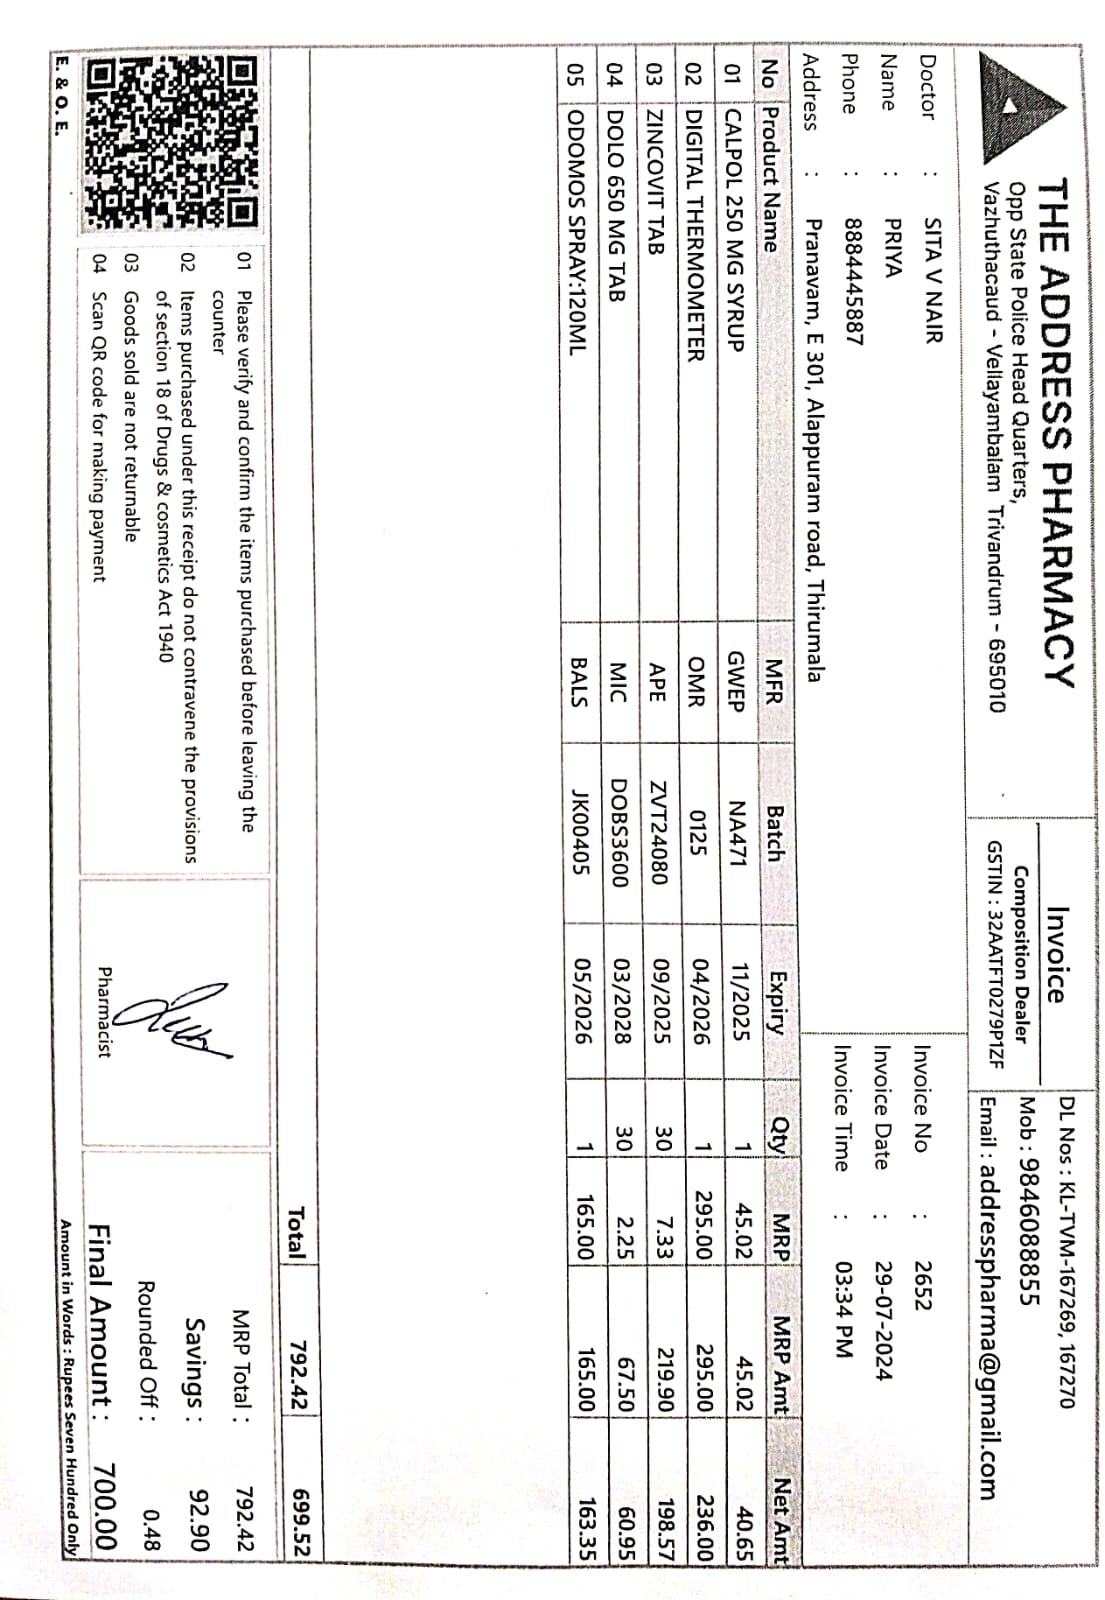 THE ADDRESS PHARMACY
Opp State Police Head Quarters,
Vazhuthacaud - Vellayambalam Trivandrum - 695010
Invoice
Composition Dealer
GSTIN : 32AATFT0279P1ZF
DL Nos : KL-TVM-167269, 167270
Mob : 9846088855
Email : addresspharma@gmail.com
Doctor : SITA V NAIR
Name : PRIYA
Phone : 8884445887
Address : Pranavam, E 301, Alappuram road, Thirumala
Invoice No : 2652
Invoice Date : 29-07-2024
Invoice Time : 03:34 PM
No Product Name MFR Batch Expiry Qty MRP MRP Amt Net Amt
01 CALPOL 250 MG SYRUP GWEP NA471 11/2025 1 45.02 45.02 40.65
02 DIGITAL THERMOMETER OMR 0125 04/2026 1 295.00 295.00 236.00
03 ZINCOVIT TAB APE ZVT24080 09/2025 30 7.33 219.90 198.57
04 DOLO 650 MG TAB MIC DOBS3600 03/2028 30 2.25 67.50 60.95
05 ODOMOS SPRAY:120ML BALS JK00405 05/2026 1 165.00 165.00 163.35
Total 792.42 699.52
01 Please verify and confirm the items purchased before leaving the
counter
02 Items purchased under this receipt do not contravene the provisions
of section 18 of Drugs & cosmetics Act 1940
03 Goods sold are not returnable
04 Scan QR code for making payment
Pharmacist
MRP Total : 792.42
Savings : 92.90
Rounded Off : 0.48
Final Amount : 700.00
Amount in Words : Rupees Seven Hundred Only
E. & O. E.